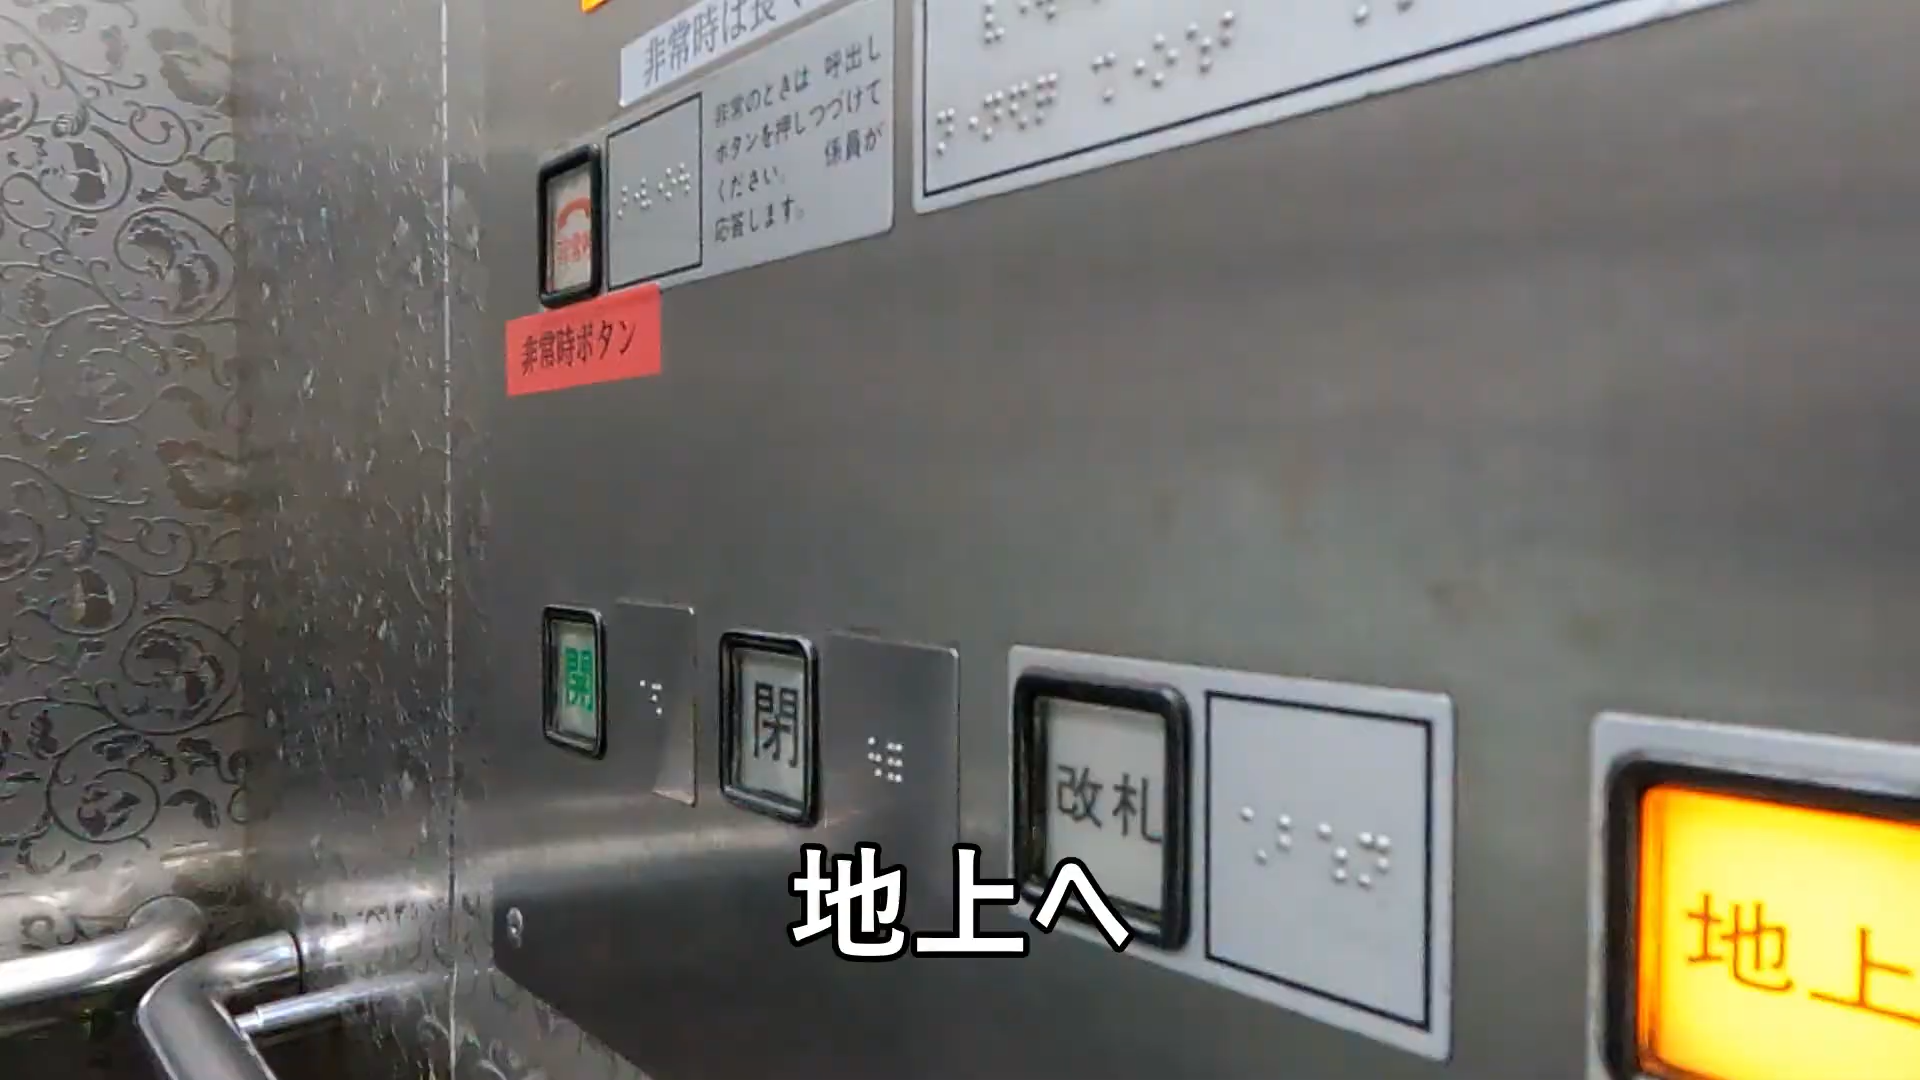 非常時は長く
非常のときは 呼出し
ボタンを押しつづけて
ください。 係員が
応答します。
非常時ボタン
開
閉
改札
地上
地上へ